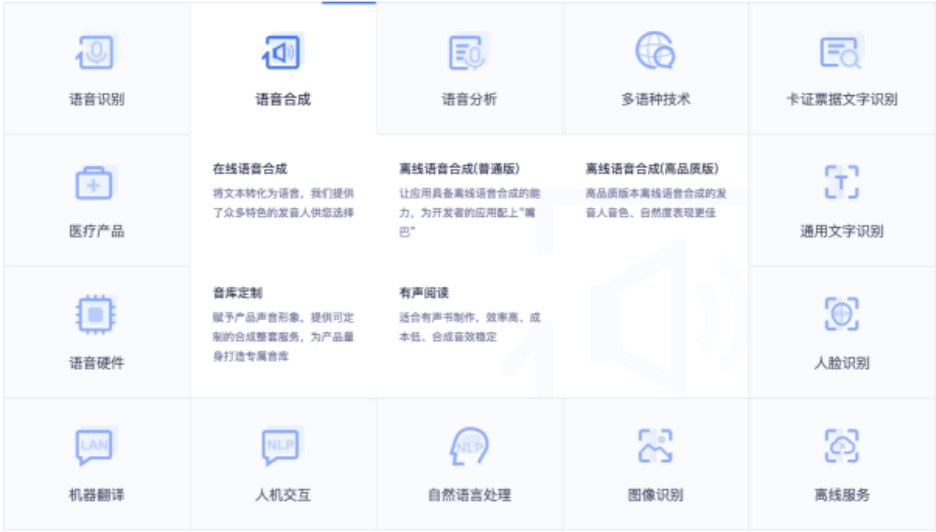 语音识别
语音合成
语音分析
多语种技术
卡证票据文字识别
医疗产品
在线语音合成
将文本转化为语音，我们提供
了众多特色的发音人供您选择
离线语音合成(普通版)
让应用具备离线语音合成的能
力，为开发者的应用配上“嘴
巴”
离线语音合成(高品质版)
高品质版本离线语音合成的发
音人音色、自然度表现更佳
T
通用文字识别
语音硬件
音库定制
赋予产品声音形象，提供可定
制的合成整套服务，为产品量
身打造专属音库
有声阅读
适合有声书制作，效率高、成
本低、合成音效稳定
人脸识别
LAN
机器翻译
NLP
人机交互
NLP
自然语言处理
图像识别
离线服务